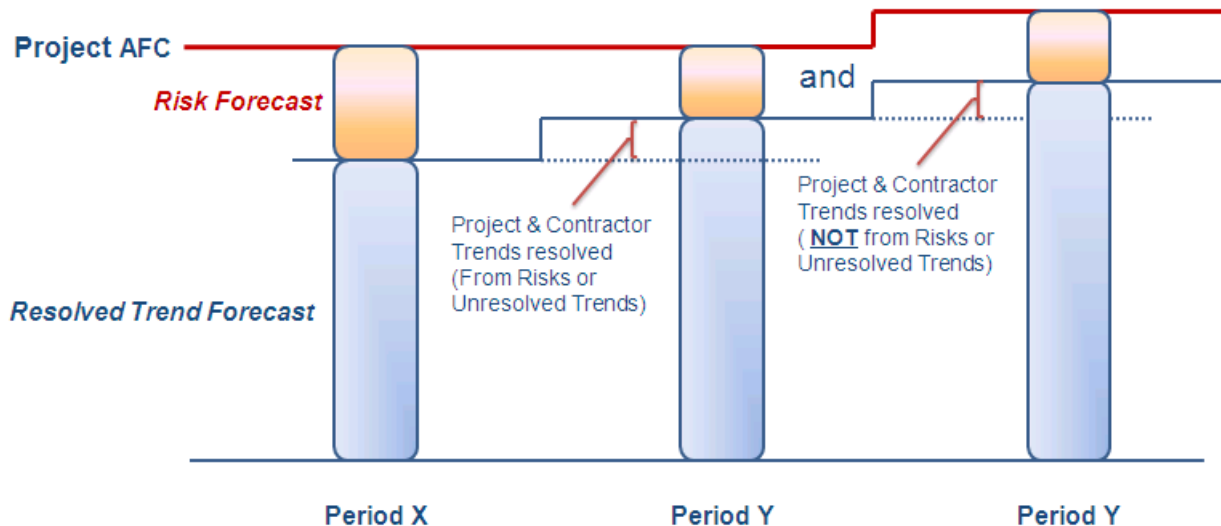 Project AFC
Risk Forecast
and
Project & Contractor
Trends resolved
(From Risks or
Unresolved Trends)
Project & Contractor
Trends resolved
( NOT from Risks or
Unresolved Trends)
Resolved Trend Forecast
Period X
Period Y
Period Y